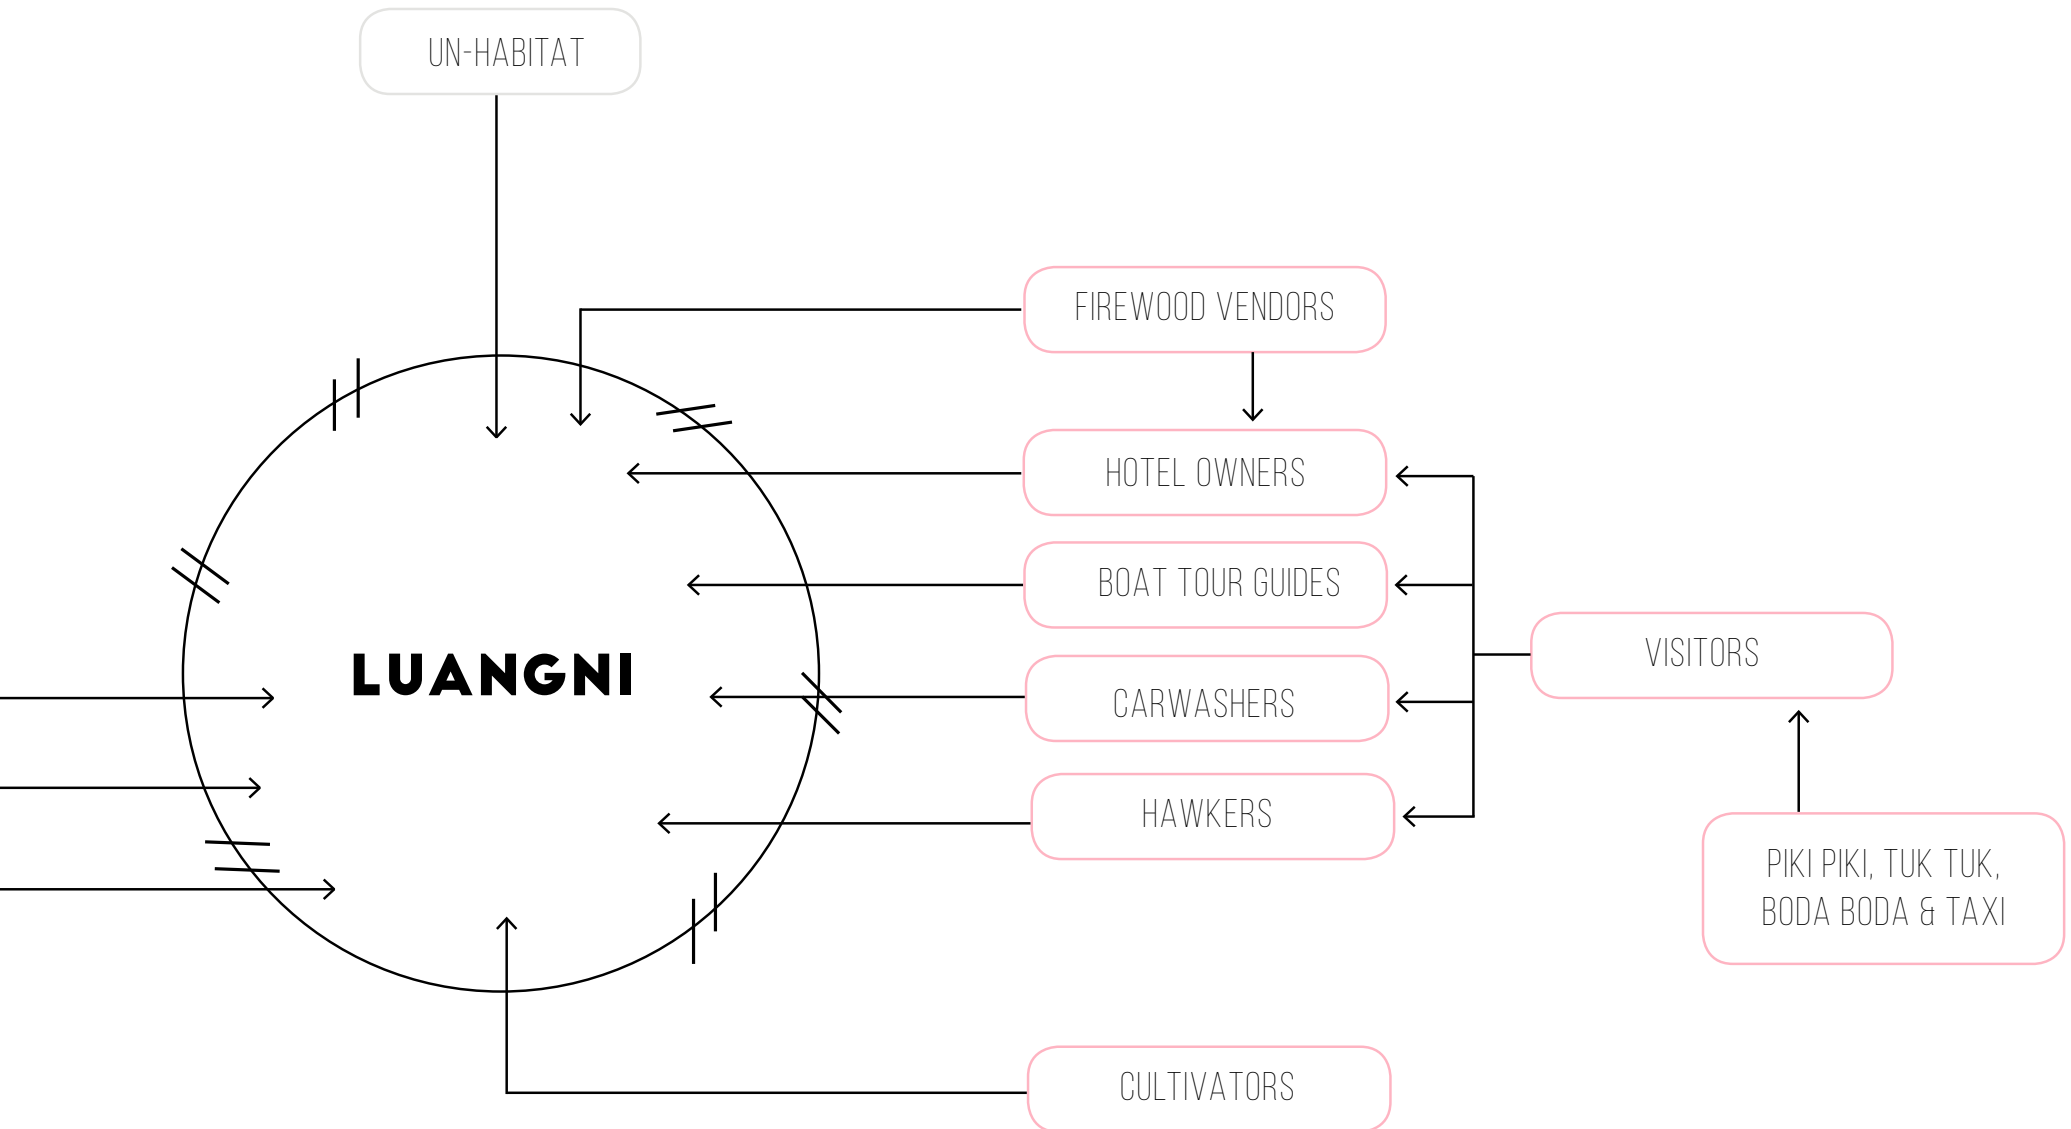 UN-HABITAT
FIREWOOD VENDORS
HOTEL OWNERS
BOAT TOUR GUIDES
LUANGNI
VISITORS
CARWASHERS
HAWKERS
PIKI PIKI, TUK TUK,
BODA BODA & TAXI
CULTIVATORS